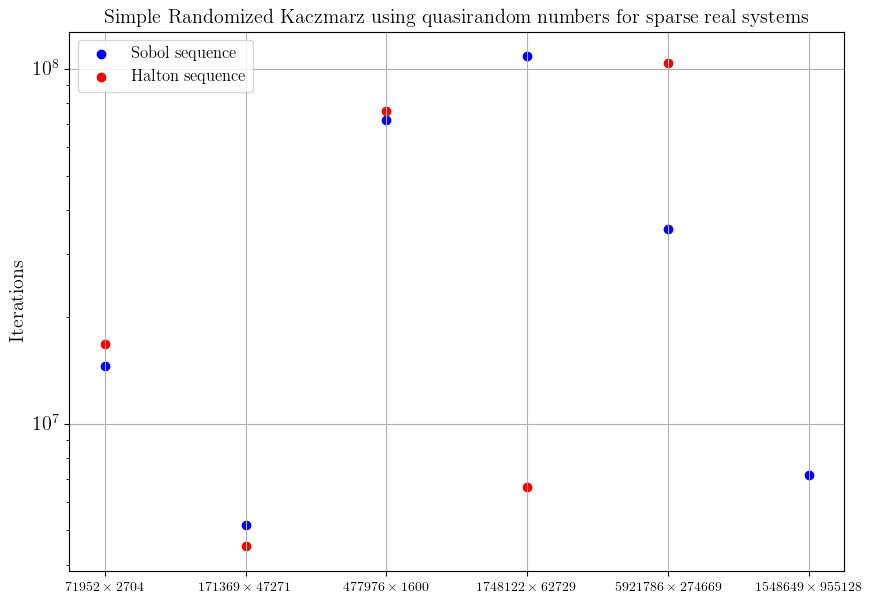 Simple Randomized Kaczmarz using quasirandom numbers for sparse real systems
Sobol sequence
Halton sequence
10^8
10^7
Iterations
71952 × 2704
171369 × 47271
477976 × 1600
1748122 × 62729
5921786 × 274669
1548649 × 955128